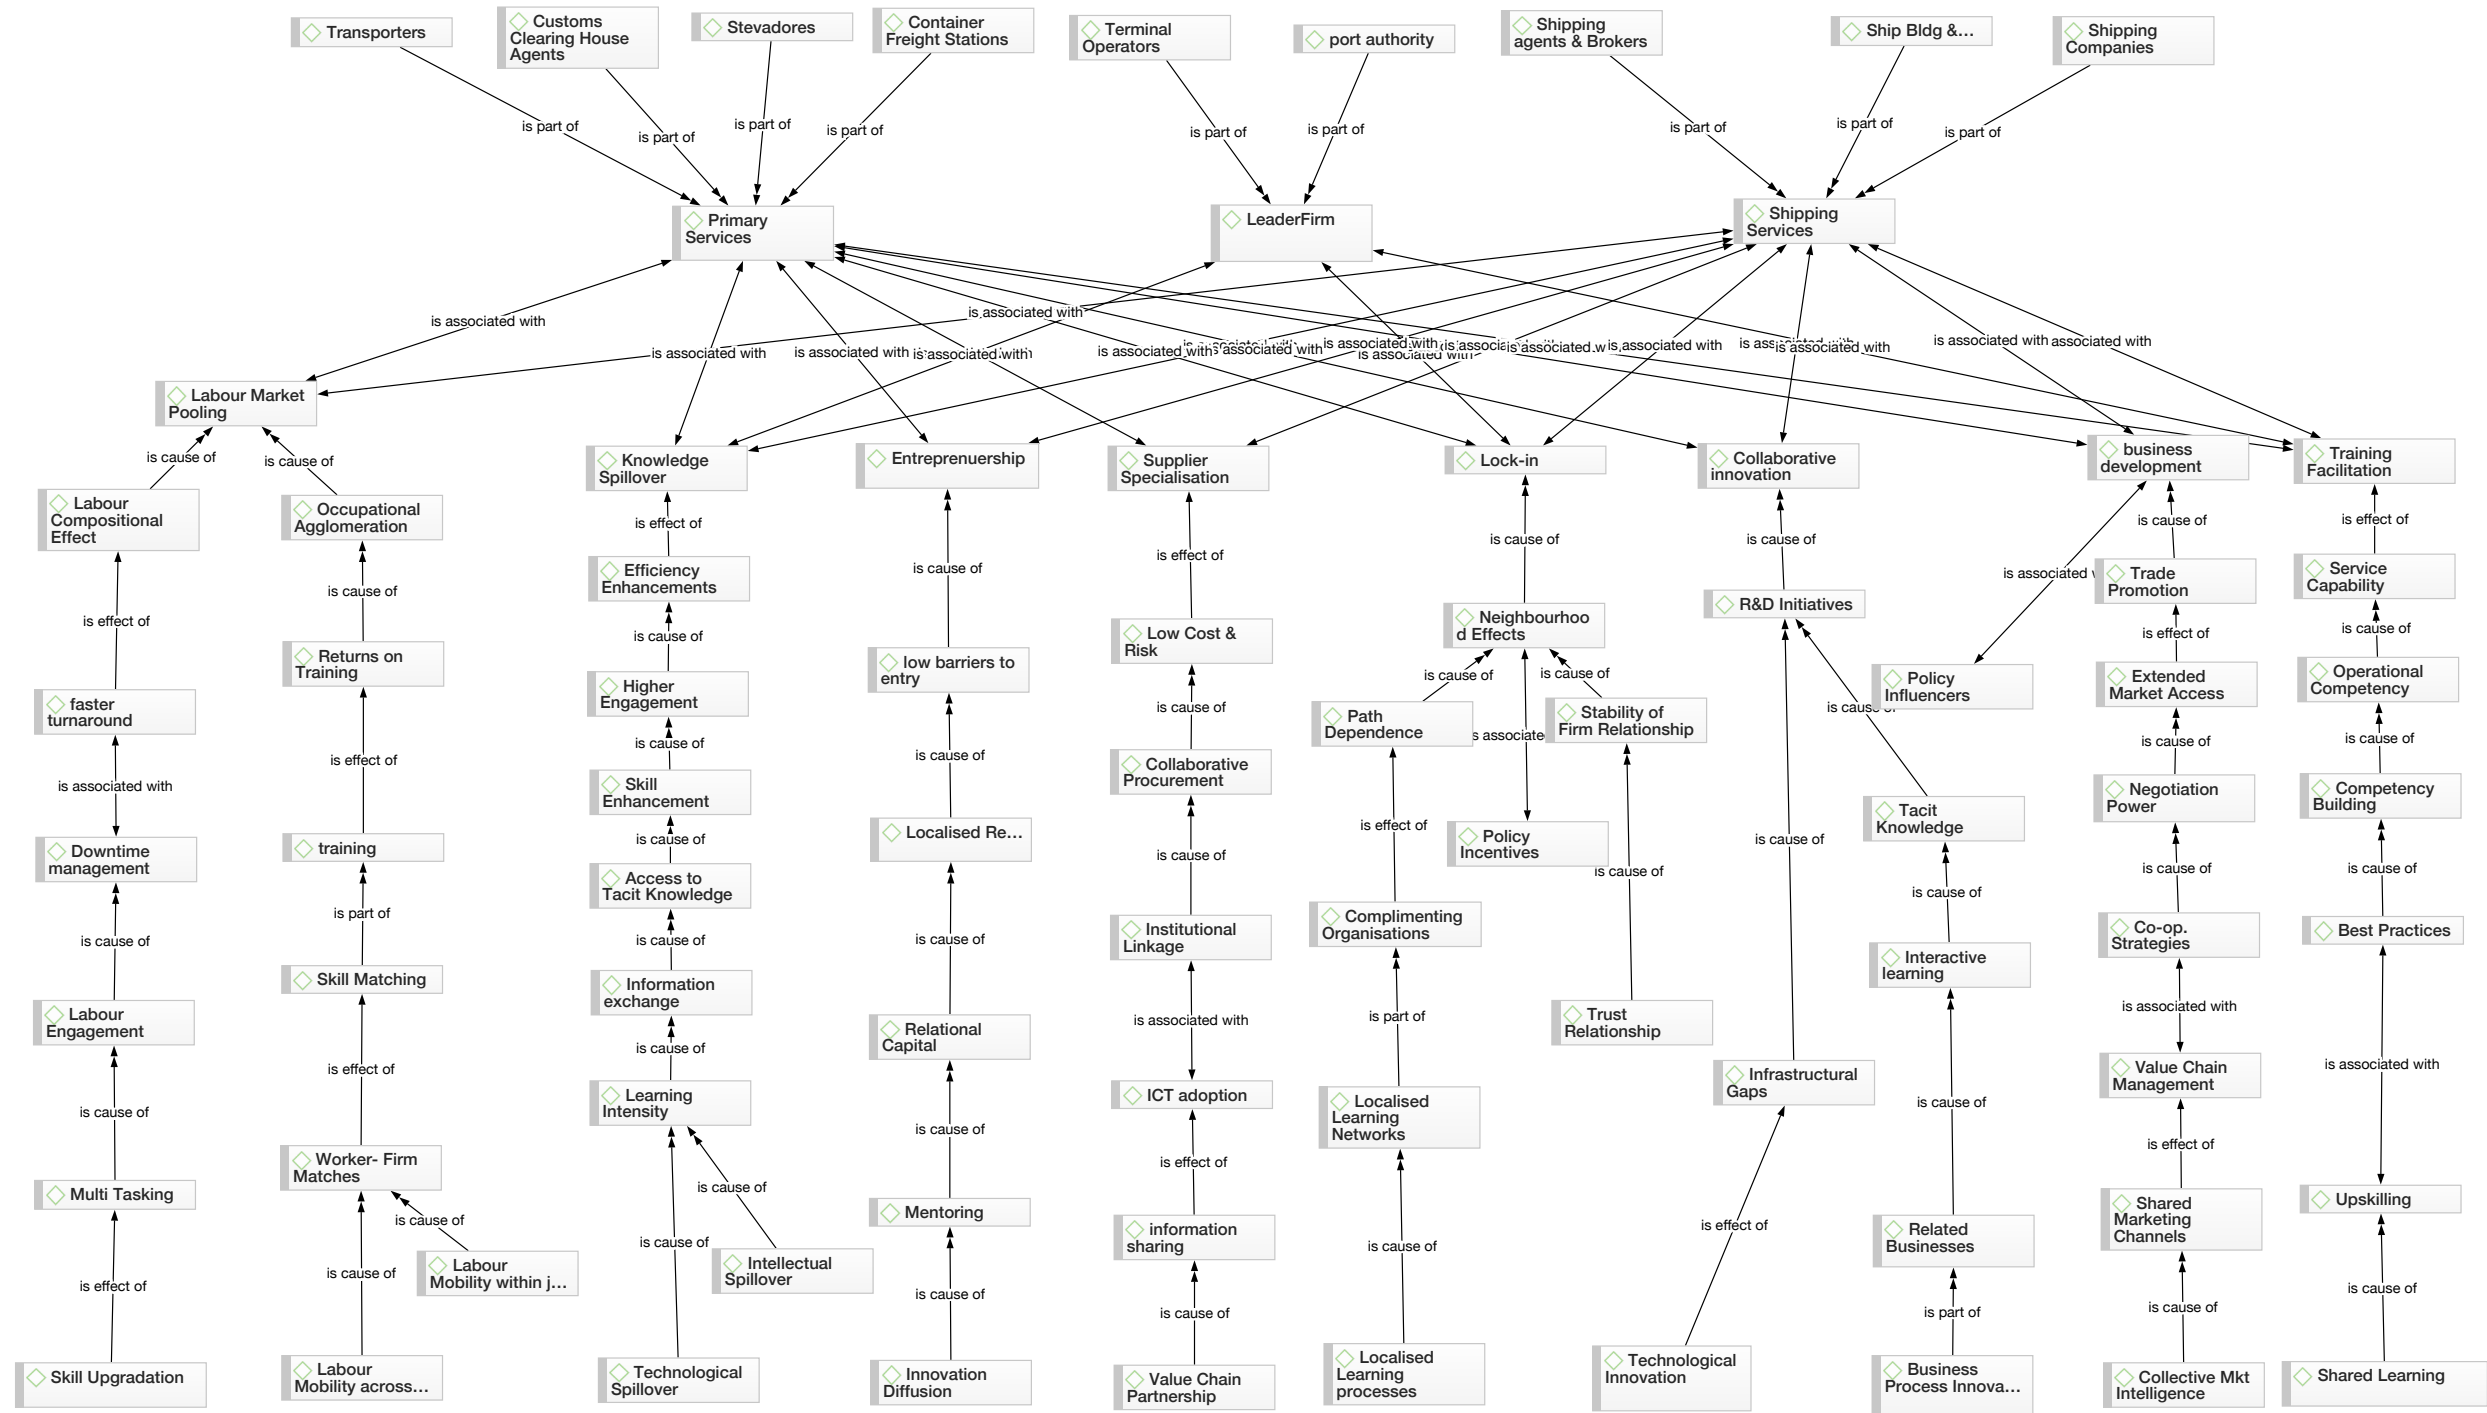 Transporters
Customs
Clearing House
Agents
Stevadores
Container
Freight Stations
Terminal
Operators
port authority
Shipping
agents & Brokers
Ship Bldg &...
Shipping
Companies
is part of
is part of
is part of
is part of
is part of
is part of
is part of
is part of
is part of
Primary
Services
LeaderFirm
Shipping
Services
is associated with
is associated with
is associated with
is associated with
is associated with
is associated with
is associated with
is associated with
is associated with
is associated with
is associated with
is associated with
associated with
Labour Market
Pooling
is cause of
is cause of
Knowledge
Spillover
Entreprenuership
Supplier
Specialisation
Lock-in
Collaborative
innovation
business
development
Training
Facilitation
Labour
Compositional
Effect
Occupational
Agglomeration
is effect of
is cause of
is effect of
is cause of
is cause of
is cause of
is effect of
Efficiency
Enhancements
is associated
Trade
Promotion
Service
Capability
is effect of
is cause of
is cause of
Low Cost &
Risk
Neighbourhoo
d Effects
R&D Initiatives
is effect of
is cause of
Returns on
Training
Higher
Engagement
low barriers to
entry
is cause of
is cause of
Policy
Influencers
Extended
Market Access
Operational
Competency
faster
turnaround
is cause of
is cause of
Path
Dependence
s associate
Stability of
Firm Relationship
is cause of
is cause of
is cause of
is associated with
is effect of
Skill
Enhancement
is cause of
Collaborative
Procurement
Negotiation
Power
Competency
Building
Downtime
management
training
is cause of
Localised Re...
is cause of
is effect of
Policy
Incentives
is cause of
is cause of
Tacit
Knowledge
is cause of
is cause of
is cause of
is part of
Access to
Tacit Knowledge
is cause of
is cause of
Institutional
Linkage
Complimenting
Organisations
is cause of
Co-op.
Strategies
Best Practices
Labour
Engagement
Skill Matching
Information
exchange
Relational
Capital
is associated with
is part of
Trust
Relationship
Interactive
learning
is associated with
is associated with
is cause of
is effect of
is cause of
Learning
Intensity
is cause of
ICT adoption
Localised
Learning
Networks
Infrastructural
Gaps
is cause of
Value Chain
Management
is effect of
Multi Tasking
Worker- Firm
Matches
is cause of
is cause of
Mentoring
is effect of
information
sharing
is effect of
Related
Businesses
Shared
Marketing
Channels
Upskilling
is effect of
is cause of
Labour
Mobility within j...
is cause of
Intellectual
Spillover
is cause of
is cause of
is cause of
is part of
is cause of
is cause of
Skill Upgradation
Labour
Mobility across...
Technological
Spillover
Innovation
Diffusion
Value Chain
Partnership
Localised
Learning
processes
Technological
Innovation
Business
Process Innova...
Collective Mkt
Intelligence
Shared Learning